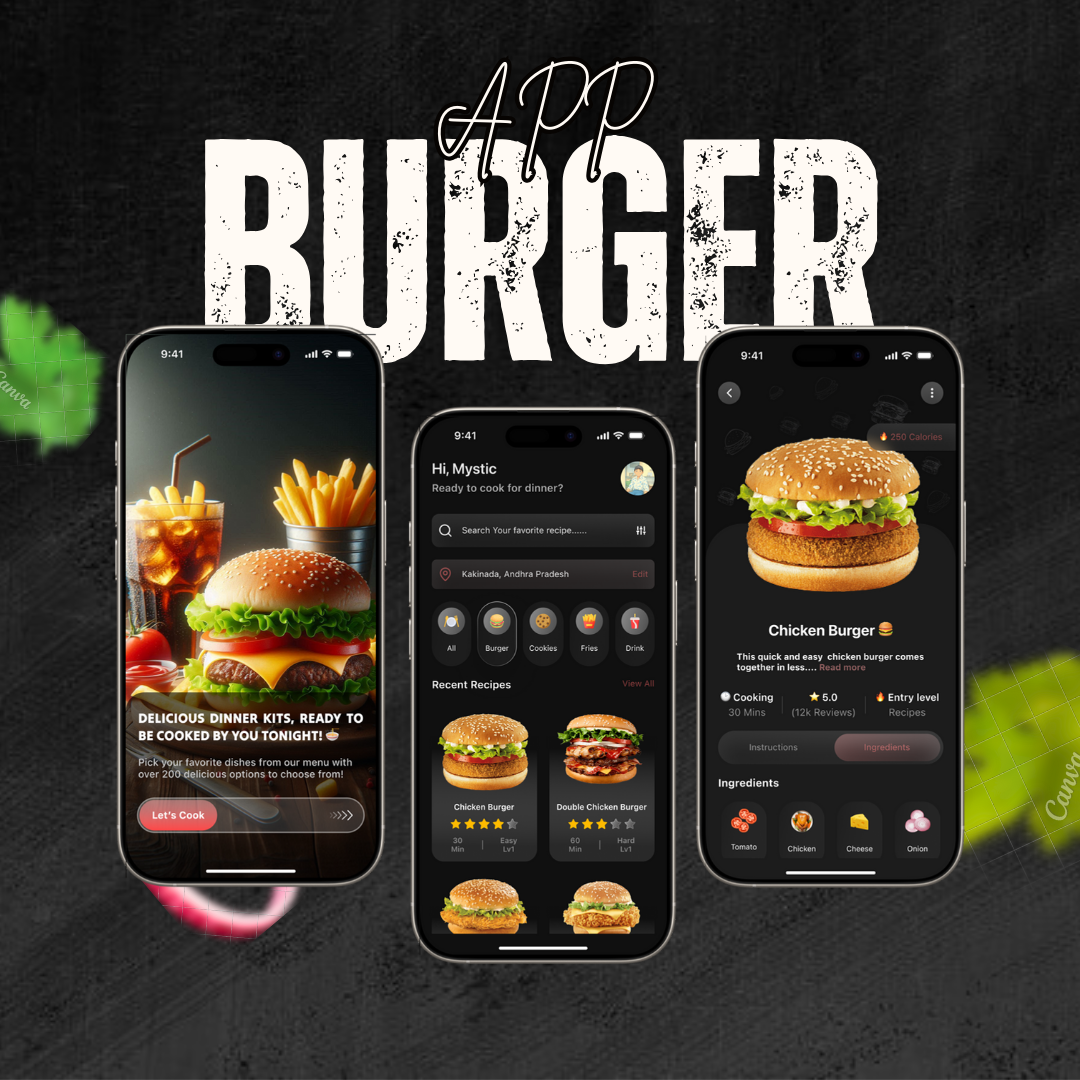 APP
BURGER
9:41
DELICIOUS DINNER KITS, READY TO
BE COOKED BY YOU TONIGHT!🍜
Pick your favorite dishes from our menu with
over 200 delicious options to choose from!
Let's Cook
9:41
Hi, Mystic
Ready to cook for dinner?
Search Your favorite recipe......
Kakinada, Andhra Pradesh Edit
All Burger Cookies Fries Drink
Recent Recipes View All
Chicken Burger
30 Min | Easy Lv1
Double Chicken Burger
60 Min | Hard Lv1
9:41
🔥 250 Calories
Chicken Burger 🍔
This quick and easy chicken burger comes
together in less.... Read more
Cooking ⭐ 5.0 🔥 Entry level
30 Mins (12k Reviews) Recipes
Instructions Ingredients
Ingredients
Tomato Chicken Cheese Onion
Canva
Canva